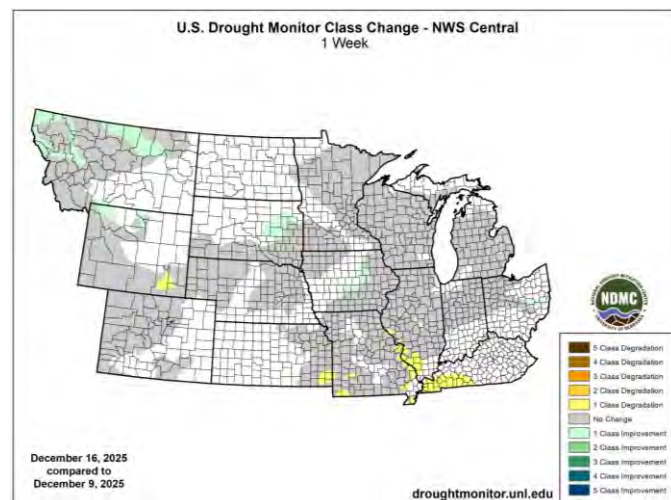 U.S. Drought Monitor Class Change - NWS Central
1 Week
NDMC
5 Class Degradation
4 Class Degradation
3 Class Degradation
2 Class Degradation
1 Class Degradation
No Change
1 Class Improvement
2 Class Improvement
3 Class Improvement
4 Class Improvement
5 Class Improvement
December 16, 2025
compared to
December 9, 2025
droughtmonitor.unl.edu